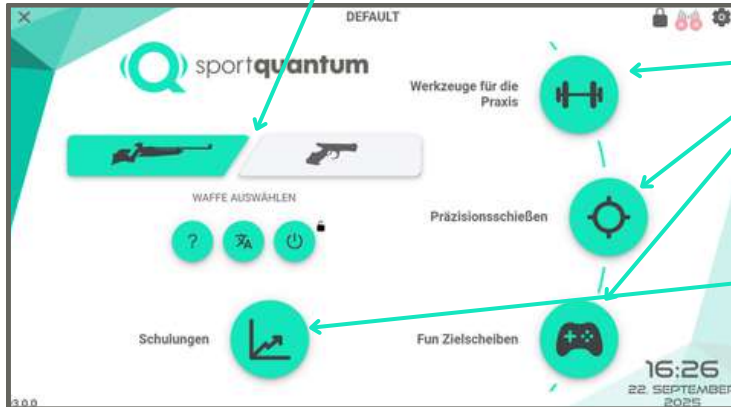 DEFAULT
sportquantum
Werkzeuge für die
Praxis
WAFFE AUSWÄHLEN
Präzisionsschießen
?
Schulungen
Fun Zielscheiben
16:26
22. SEPTEMBER
2025
3.0.0